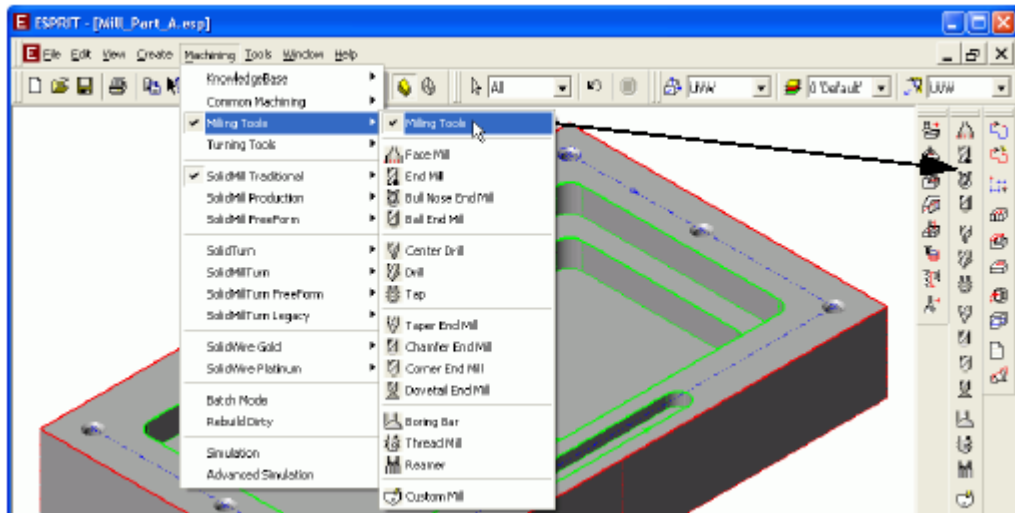 ESPRIT - [Mill_Part_A.esp]
File Edit View Create Machining Tools Window Help
All
UVW
0 'Default'
UVW
KnowledgeBase
Common Machining
Milling Tools
Turning Tools
SolidMill Traditional
SolidMill Production
SolidMill FreeForm
SolidTurn
SolidMillTurn
SolidMillTurn FreeForm
SolidMillTurn Legacy
SolidWire Gold
SolidWire Platinum
Batch Mode
Rebuild Dirty
Simulation
Advanced Simulation
Milling Tools
Face Mill
End Mill
Bull Nose End Mill
Ball End Mill
Center Drill
Drill
Tap
Taper End Mill
Chamfer End Mill
Corner End Mill
Dovetail End Mill
Boring Bar
Thread Mill
Reamer
Custom Mill